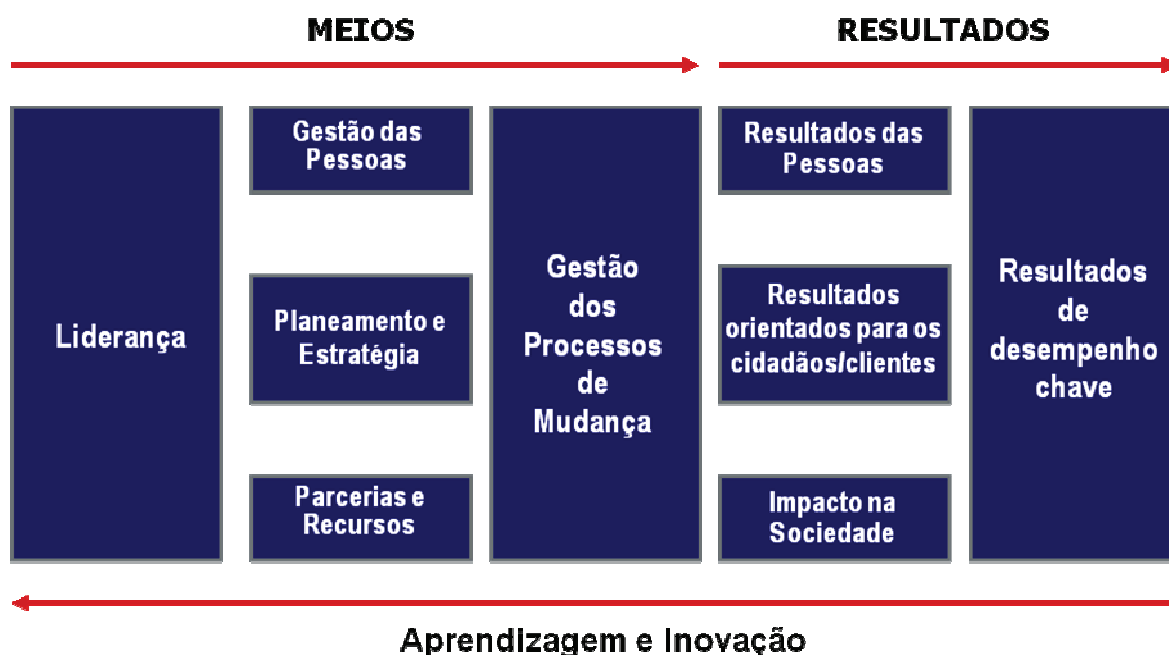 MEIOS
RESULTADOS
Liderança
Gestão das
Pessoas
Planeamento e
Estratégia
Parcerias e
Recursos
Gestão
dos
Processos
de
Mudança
Resultados das
Pessoas
Resultados
orientados para os
cidadãos/clientes
Impacto na
Sociedade
Resultados
de
desempenho
chave
Aprendizagem e Inovação